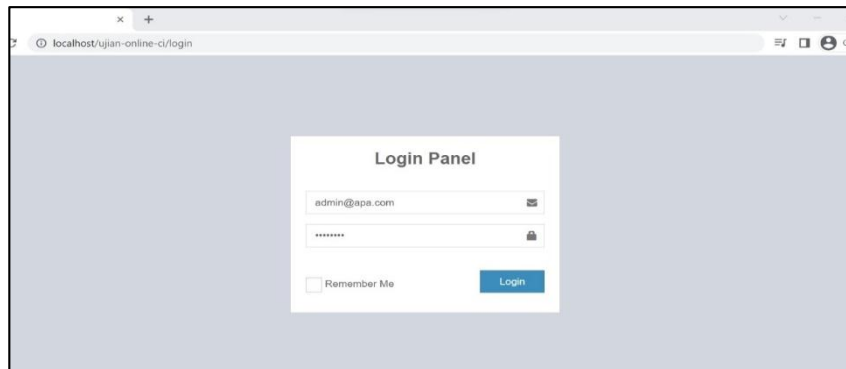 localhost/ujian-online-ci/login
Login Panel
admin@apa.com
••••••••
Remember Me
Login